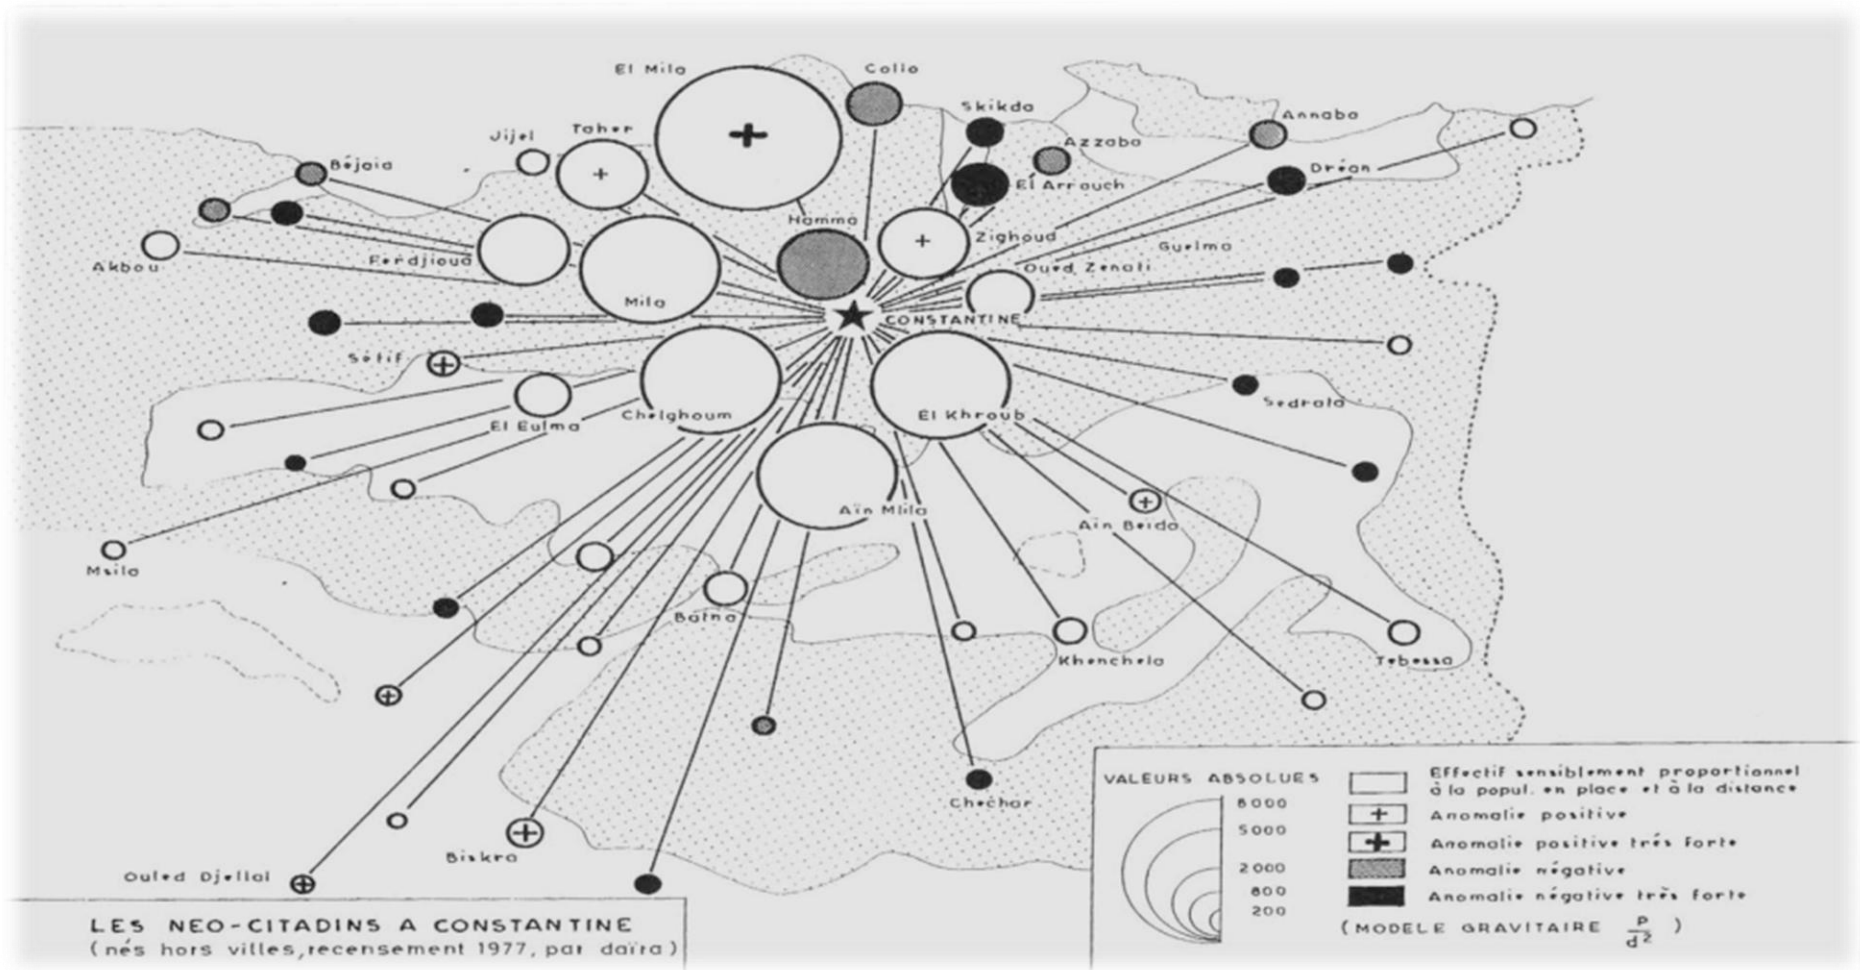 El Mila
Collo
Skikda
Annaba
Jijel
Taher
Azzaba
Béjaia
Dréan
El Arrouch
Hamma
Zighoud
Guelma
Akbou
Ferdjioua
Oued Zenati
Mila
CONSTANTINE
Sétif
Sedrata
Chelghoum
El Khroub
El Eulma
Aïn Mlila
Aïn Beida
Msila
Batna
Khenchela
Tebessa
Chechar
Biskra
Ouled Djellal
LES NEO-CITADINS A CONSTANTINE
(nés hors villes, recensement 1977, par daïra)
VALEURS ABSOLUES
8000
5000
2000
800
200
Effectif sensiblement proportionnel
à la popul. en place et à la distance
Anomalie positive
Anomalie positive trés forte
Anomalie négative
Anomalie négative très forte
(MODELE GRAVITAIRE P/d² )